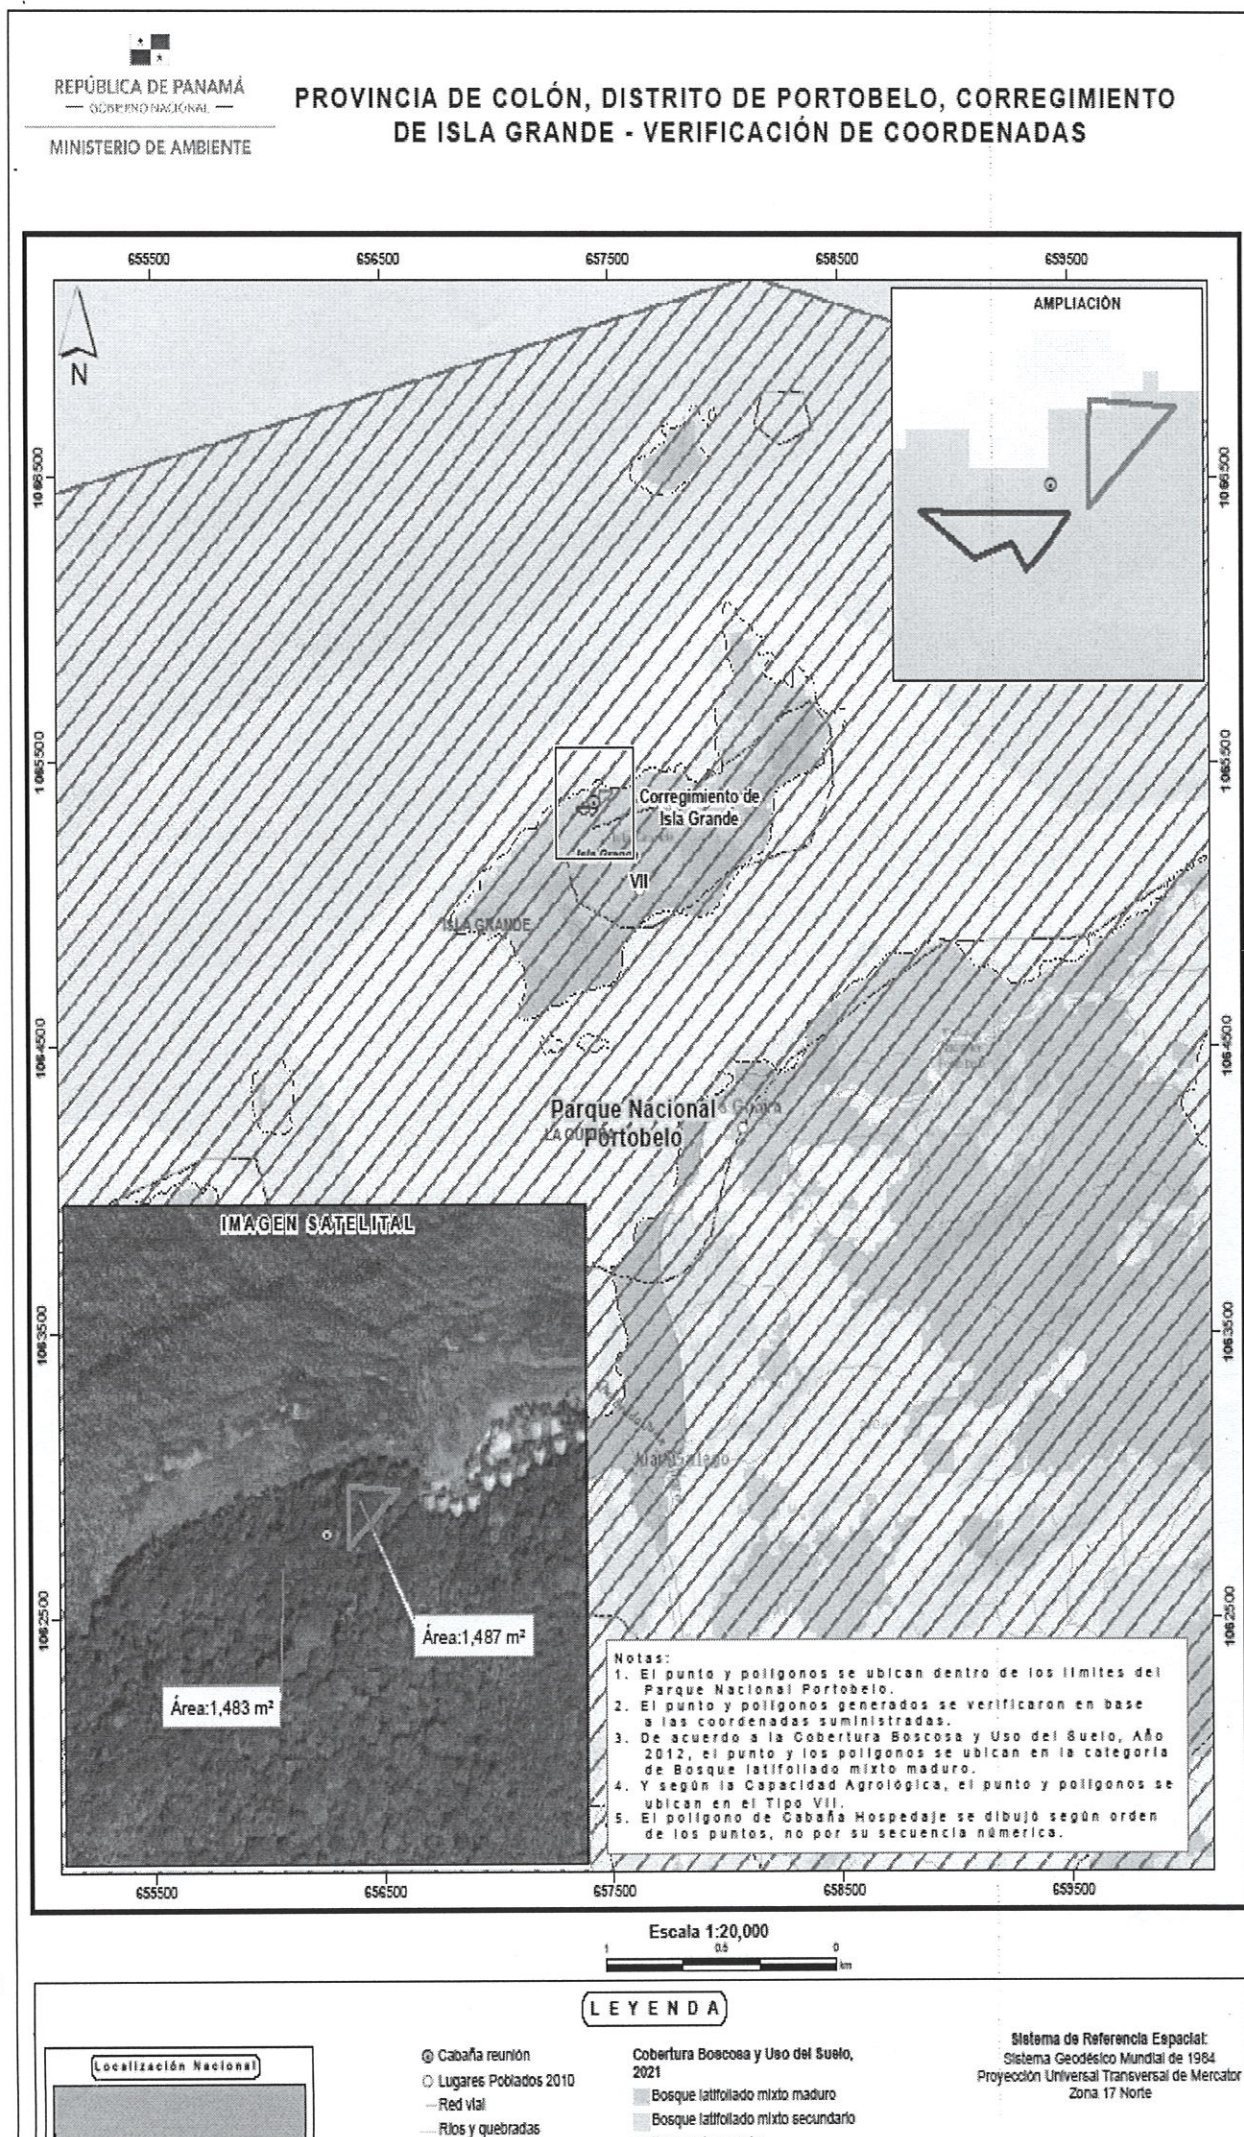 REPÚBLICA DE PANAMÁ
— GOBIERNO NACIONAL —
MINISTERIO DE AMBIENTE
PROVINCIA DE COLÓN, DISTRITO DE PORTOBELO, CORREGIMIENTO
DE ISLA GRANDE - VERIFICACIÓN DE COORDENADAS
655500 656500 657500 658500 659500
N
AMPLIACIÓN
1066500 1066500
1065500 1065500
Corregimiento de
Isla Grande
Isla Grande
VII
ISLA GRANDE
1064500 1064500
Parque Nacional
Portobelo
IMAGEN SATELITAL
1063500 1063500
1062500 1062500
Área:1,487 m²
Área:1,483 m²
Notas:
1. El punto y polígonos se ubican dentro de los límites del
Parque Nacional Portobelo.
2. El punto y polígonos generados se verificaron en base
a las coordenadas suministradas.
3. De acuerdo a la Cobertura Boscosa y Uso del Suelo, Año
2012, el punto y los polígonos se ubican en la categoría
de Bosque latifoliado mixto maduro.
4. Y según la Capacidad Agrológica, el punto y polígonos se
ubican en el Tipo VII.
5. El polígono de Cabaña Hospedaje se dibujó según orden
de los puntos, no por su secuencia númerica.
655500 656500 657500 658500 659500
Escala 1:20,000
1 0.5 0
km
LEYENDA
Localización Nacional
Cabaña reunión
Lugares Poblados 2010
Red vial
Ríos y quebradas
Cobertura Boscosa y Uso del Suelo,
2021
Bosque latifoliado mixto maduro
Bosque latifoliado mixto secundario
Sistema de Referencia Espacial:
Sistema Geodésico Mundial de 1984
Proyección Universal Transversal de Mercator
Zona 17 Norte